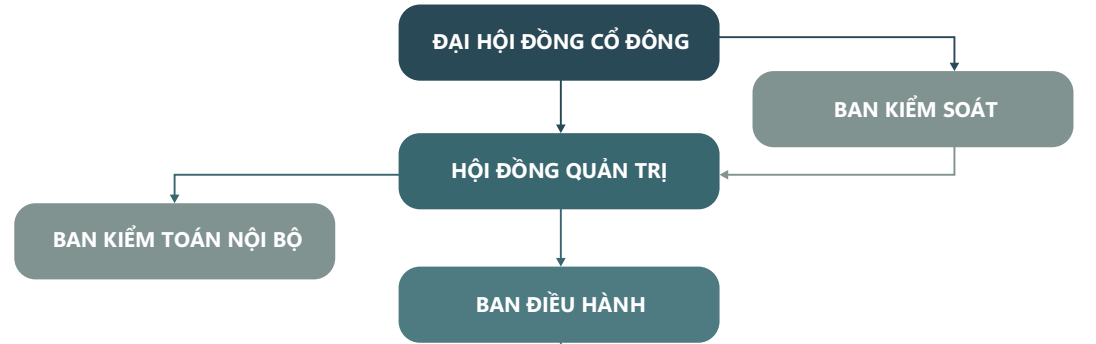 ĐẠI HỘI ĐỒNG CỔ ĐÔNG
BAN KIỂM SOÁT
HỘI ĐỒNG QUẢN TRỊ
BAN KIỂM TOÁN NỘI BỘ
BAN ĐIỀU HÀNH